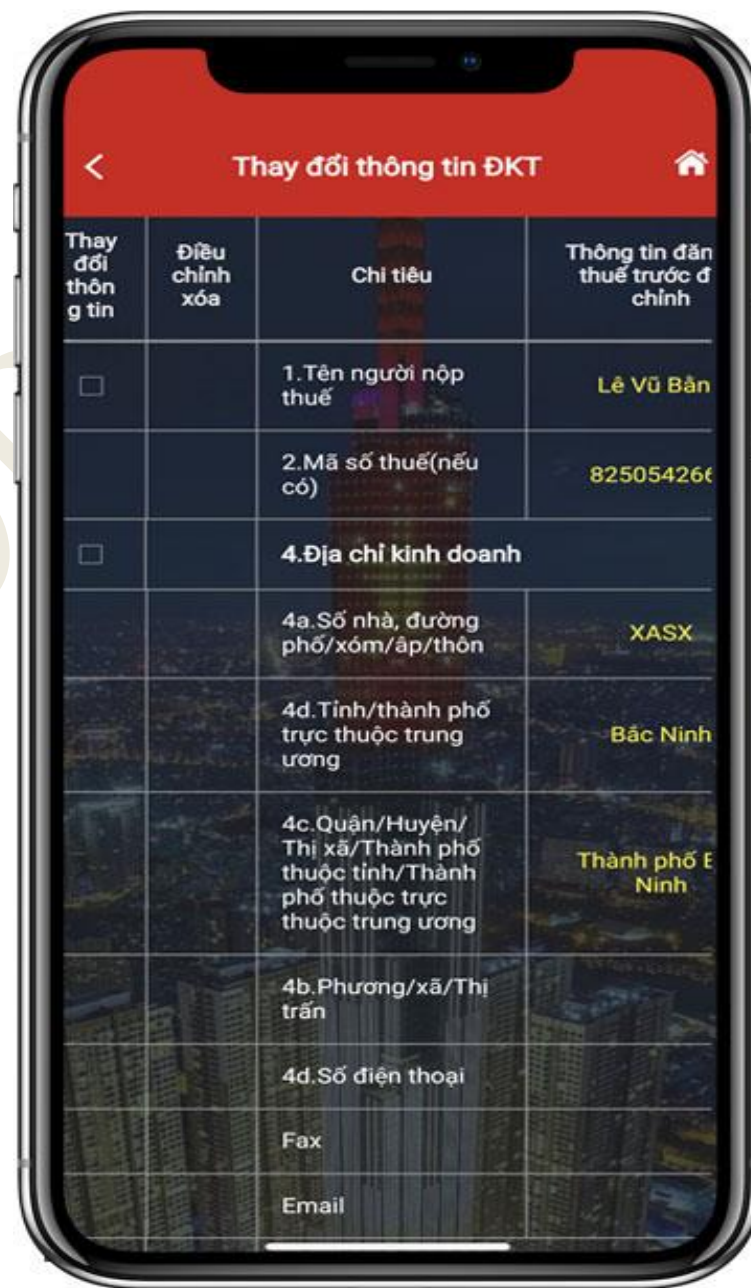 Thay đổi thông tin ĐKT
Thay
đổi
thôn
g tin
Điều
chỉnh
xóa
Chi tiêu
Thông tin đăn
thuế trước đ
chỉnh
1.Tên người nộp
thuế
Lê Vũ Bằn
2.Mã số thuế(nếu
có)
825054266
4.Địa chỉ kinh doanh
4a.Số nhà, đường
phố/xóm/âp/thôn
XASX
4d.Tỉnh/thành phố
trực thuộc trung
ương
Bắc Ninh
4c.Quận/Huyện/
Thị xã/Thành phố
thuộc tỉnh/Thành
phố thuộc trực
thuộc trung ương
Thành phố
Ninh
4b.Phương/xã/Thị
trấn
4d.Số điện thoại
Fax
Email